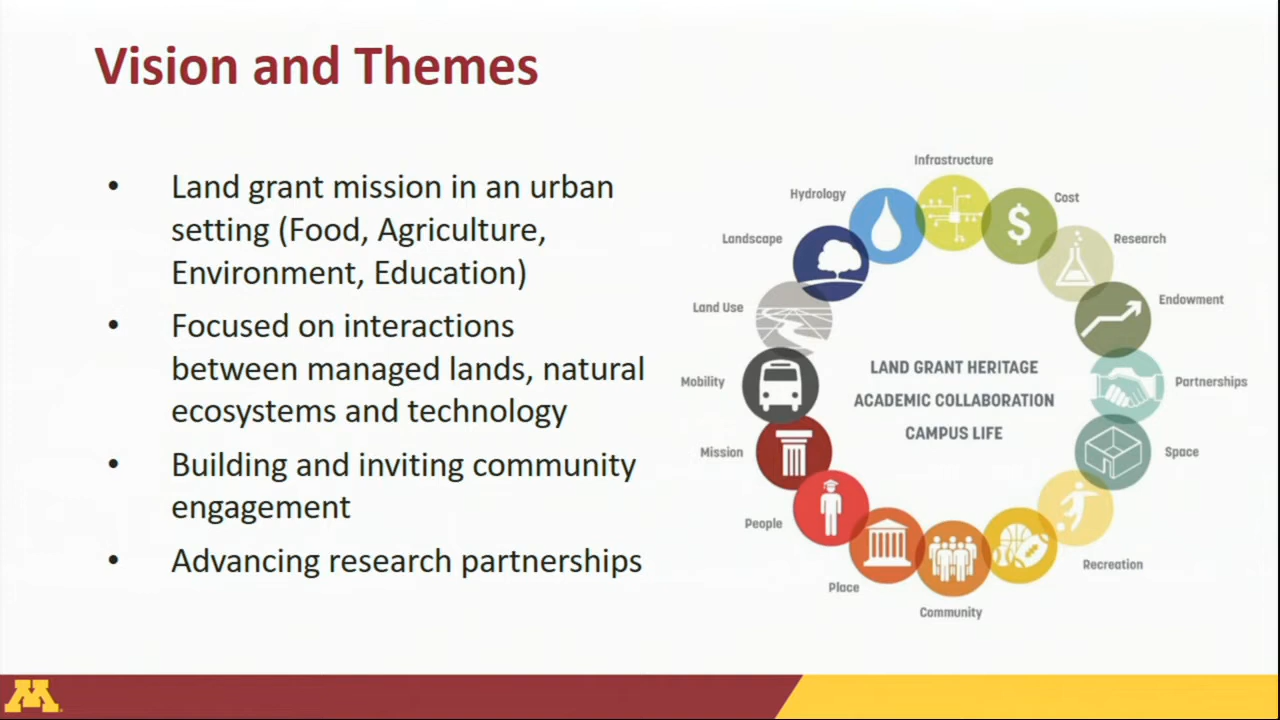 Vision and Themes
• Land grant mission in an urban
setting (Food, Agriculture,
Environment, Education)
• Focused on interactions
between managed lands, natural
ecosystems and technology
• Building and inviting community
engagement
• Advancing research partnerships
Infrastructure
Cost
Research
Endowment
Partnerships
Space
Recreation
Community
Place
People
Mission
Mobility
Land Use
Landscape
Hydrology
$
LAND GRANT HERITAGE
ACADEMIC COLLABORATION
CAMPUS LIFE
M